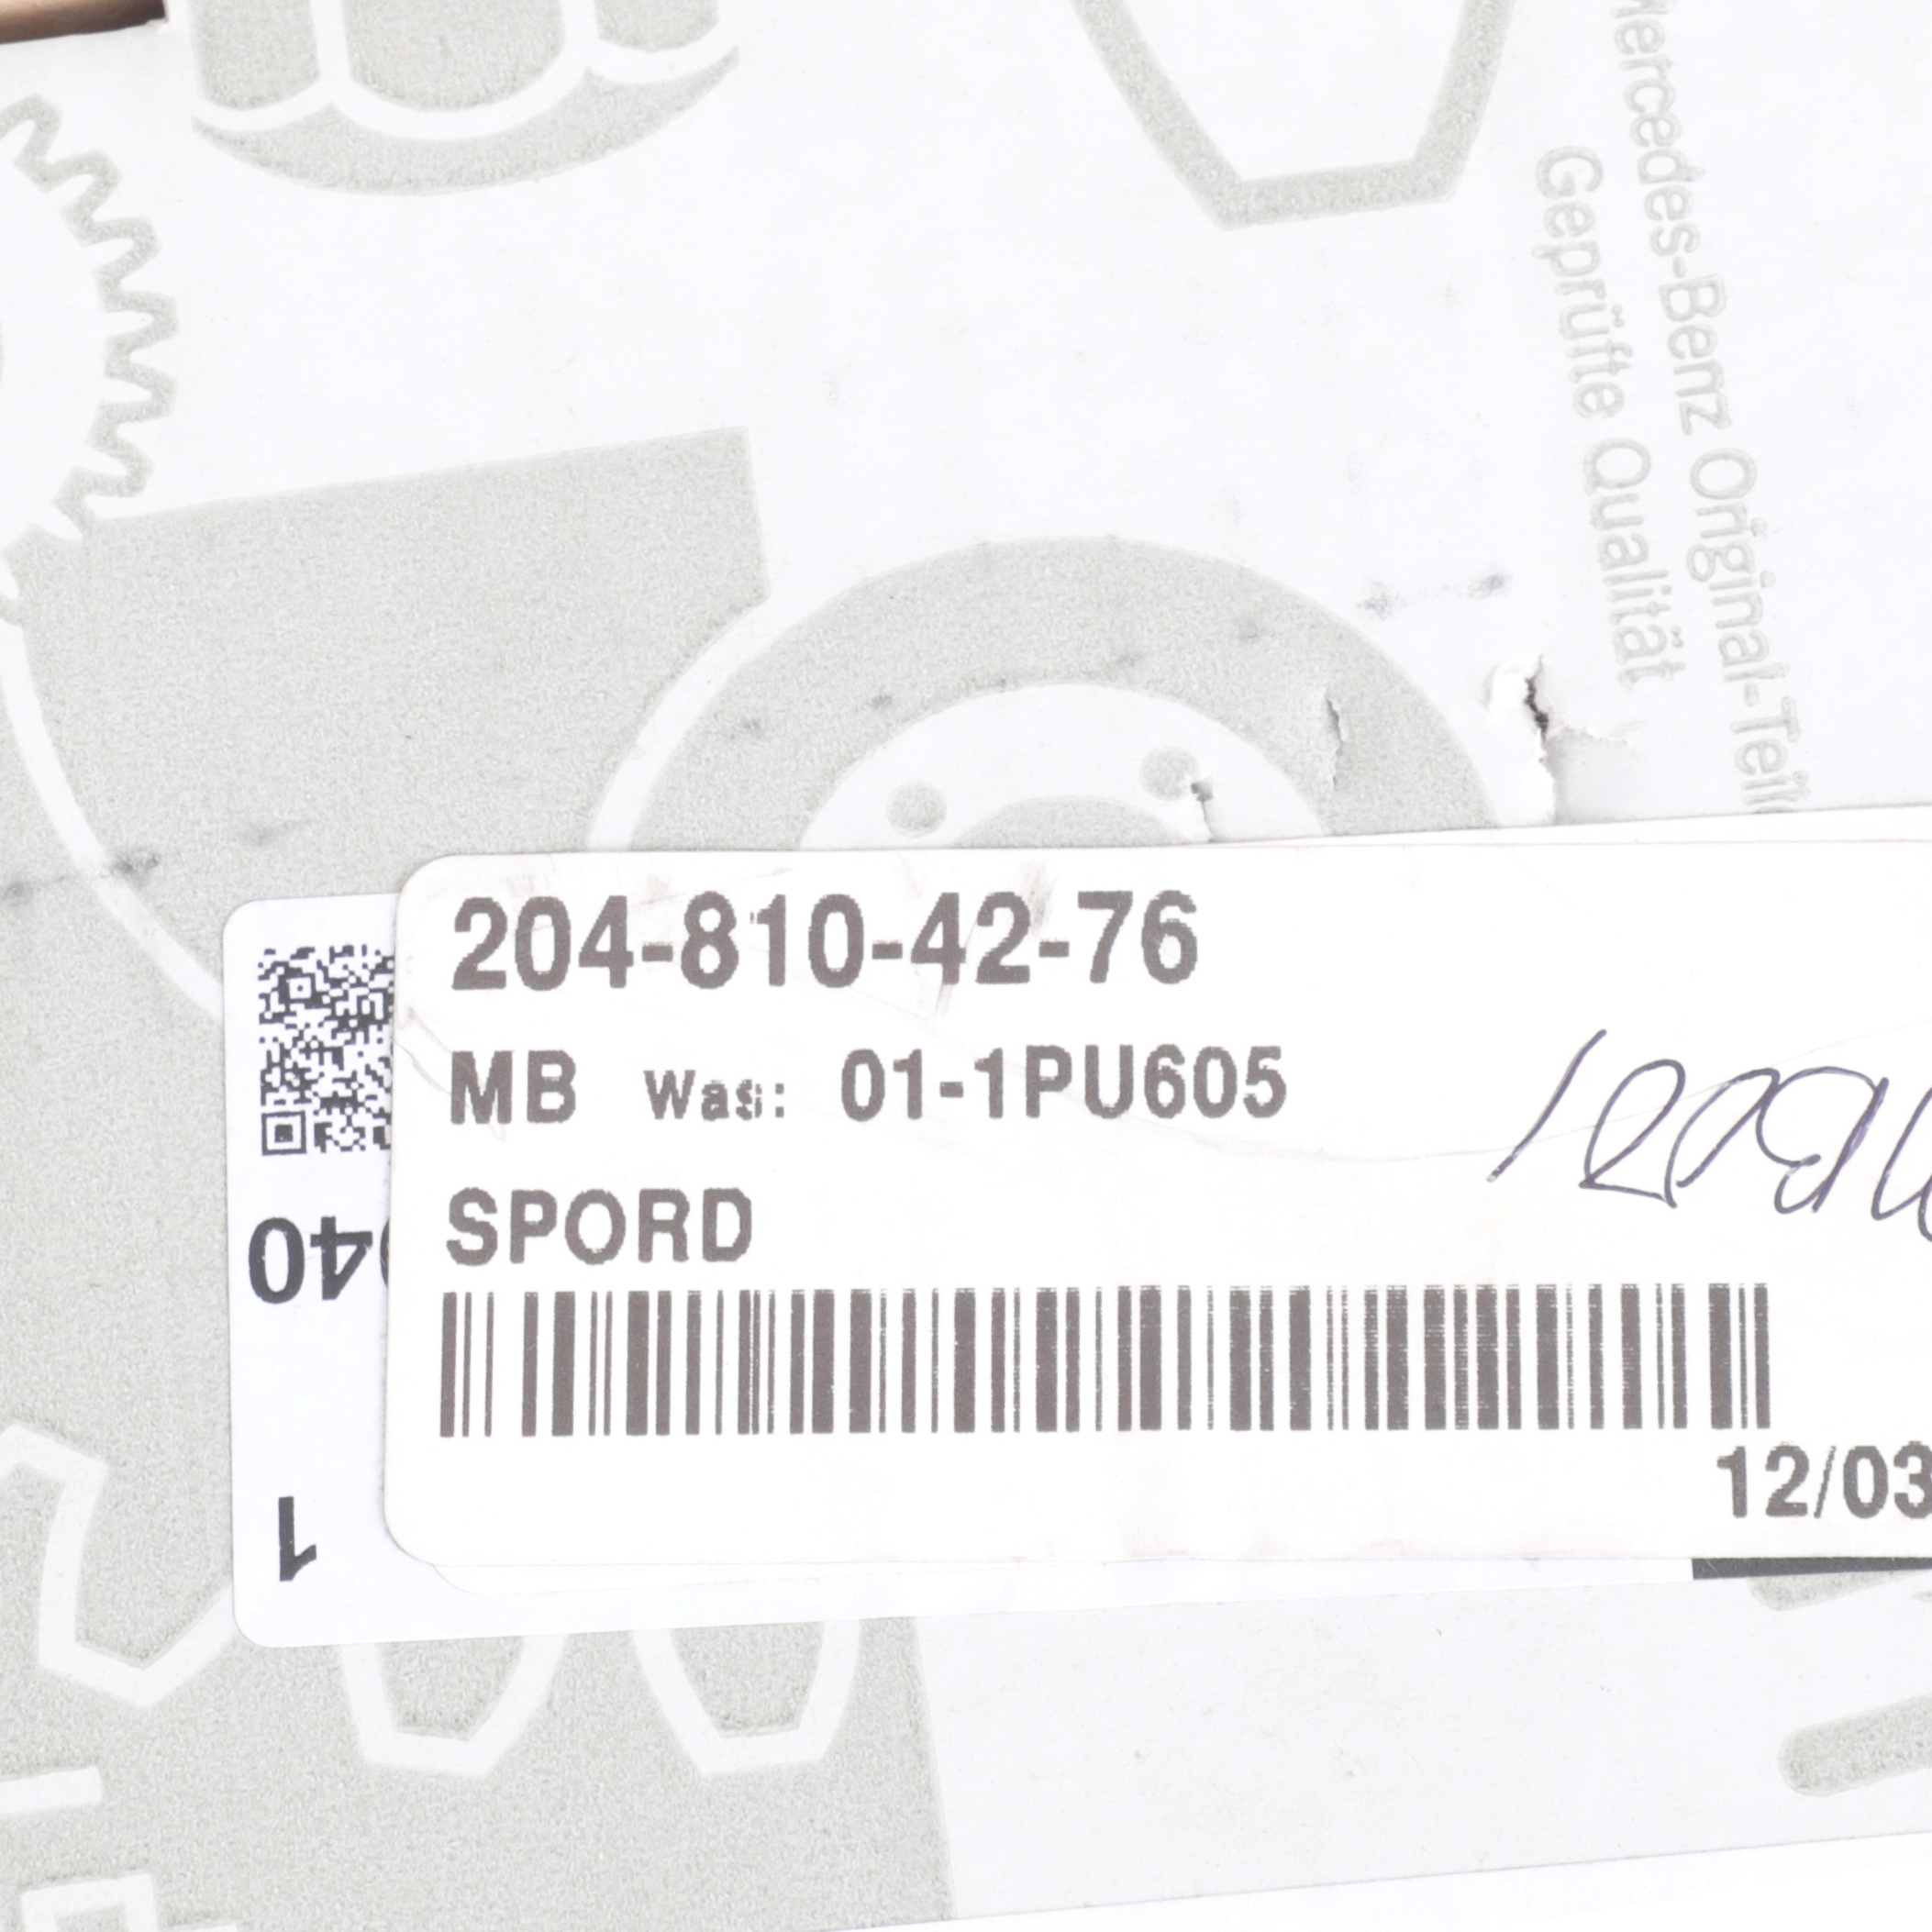 Mercedes-Benz Original-Teil
Geprüfte Qualität
204-810-42-76
MB Was: 01-1PU605
SPORD
12/03
040
1